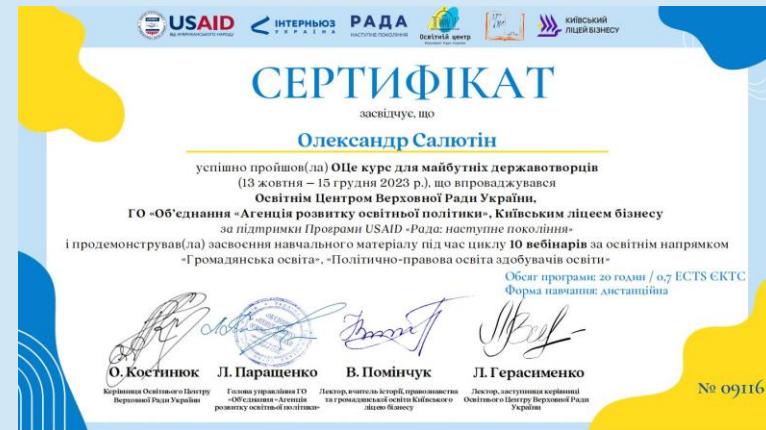 USAID
ВІД АМЕРИКАНСЬКОГО НАРОДУ
ІНТЕРНЬЮЗ
УКРАЇНА
РАДА
НАСТУПНЕ ПОКОЛІННЯ
Освітній центр
КИЇВСЬКИЙ
ЛІЦЕЙ БІЗНЕСУ
СЕРТИФІКАТ
засвідчує, що
Олександр Салютін
успішно пройшов(ла) ОЦе курс для майбутніх державотворців
(13 жовтня – 15 грудня 2023 р.), що впроваджувався
Освітнім Центром Верховної Ради України,
ГО «Об’єднання «Агенція розвитку освітньої політики», Київським ліцеєм бізнесу
за підтримки Програми USAID «Рада: наступне покоління»
і продемонстрував(ла) засвоєння навчального матеріалу під час циклу 10 вебінарів за освітнім напрямком
«Громадянська освіта», «Політично-правова освіта здобувачів освіти»
Обсяг програми: 20 годин / 0,7 ECTS ЄКТС
Форма навчання: дистанційна
О. Костинюк Л. Паращенко В. Помінчук Л. Герасименко
Керівниця Освітнього Центру
Верховної Ради України
Голова управління ГО
«Об’єднання «Агенція
розвитку освітньої політики»
Лектор, вчитель історії, правознавства
та громадянської освіти Київського
ліцею бізнесу
Лектор, заступниця керівниці
Освітнього Центру Верховної Ради
України
№ 09116